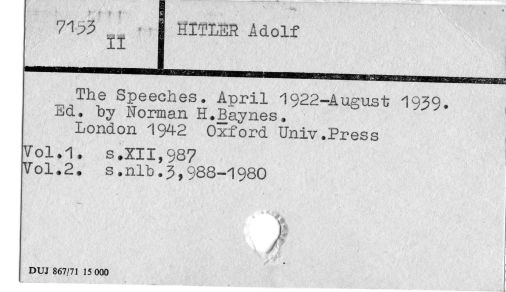 7153
II
HITLER Adolf
The Speeches. April 1922-August 1939.
Ed. by Norman H.Baynes.
London 1942 Oxford Univ.Press
Vol.1. s.XII,987
Vol.2. s.nlb.3,988-1980
DUJ 867/71 15 000